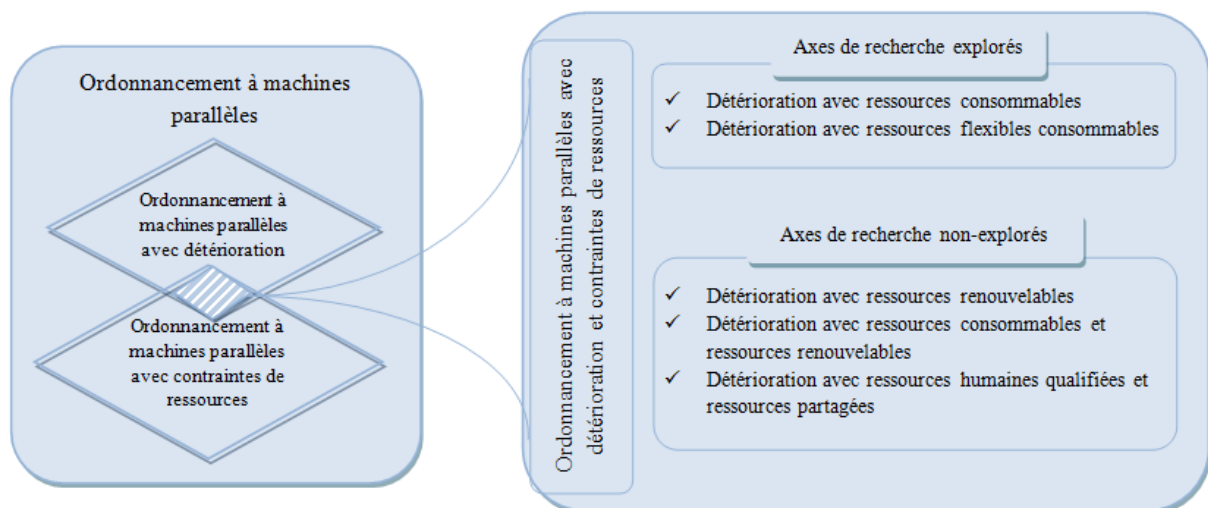 Ordonnancement à machines
parallèles
Ordonnancement à
machines parallèles
avec détérioration
Ordonnancement à
machines parallèles
avec contraintes de
ressources
Ordonnancement à machines parallèles avec
détérioration et contraintes de ressources
Axes de recherche explorés
✓ Détérioration avec ressources consommables
✓ Détérioration avec ressources flexibles consommables
Axes de recherche non-explorés
✓ Détérioration avec ressources renouvelables
✓ Détérioration avec ressources consommables et
ressources renouvelables
✓ Détérioration avec ressources humaines qualifiées et
ressources partagées